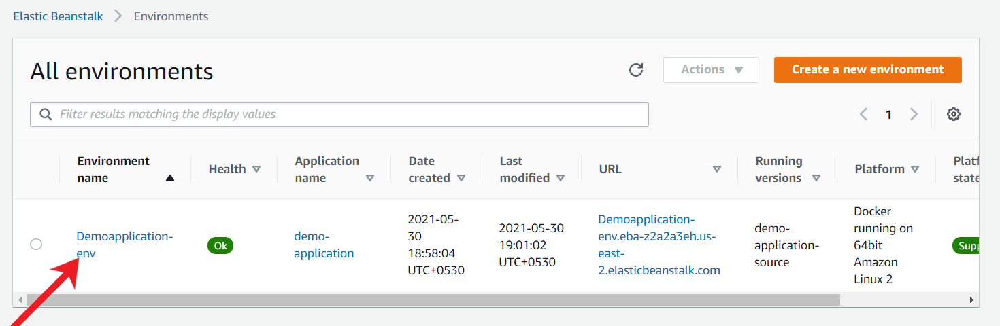 Elastic Beanstalk > Environments
All environments
Actions
Create a new environment
Filter results matching the display values
1
Environment
name
Health
Application
name
Date
created
Last
modified
URL
Running
versions
Platform
Platf
state
Demoapplication-
env
Ok
demo-
application
2021-05-
30
18:58:04
UTC+0530
2021-05-30
19:01:02
UTC+0530
Demoapplication-
env.eba-z2a2a3eh.us-
east-
2.elasticbeanstalk.com
demo-
application-
source
Docker
running on
64bit
Amazon
Linux 2
Supp